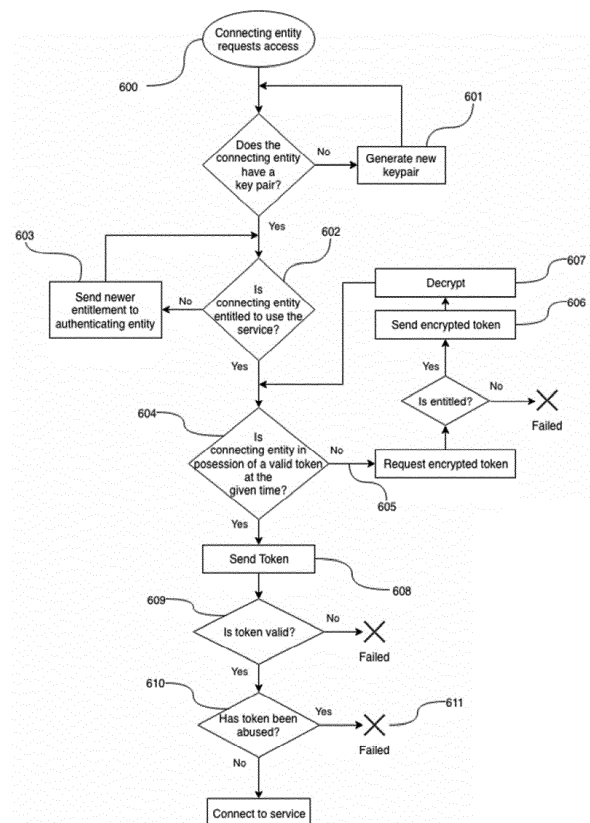 Connecting entity
requests access
600
601
Does the
connecting entity
have a
key pair?
No
Generate new
keypair
Yes
603
602
Is
connecting entity
entitled to use the
service?
No
Send newer
entitlement to
authenticating entity
Decrypt
607
Send encrypted token
606
Yes
Yes
Is entitled?
No
Failed
604
Is
connecting entity in
posession of a valid token
at the
given time?
No
605
Request encrypted token
Yes
Send Token
608
609
Is token valid?
No
Failed
Yes
610
Has token been
abused?
Yes
611
Failed
No
Connect to service